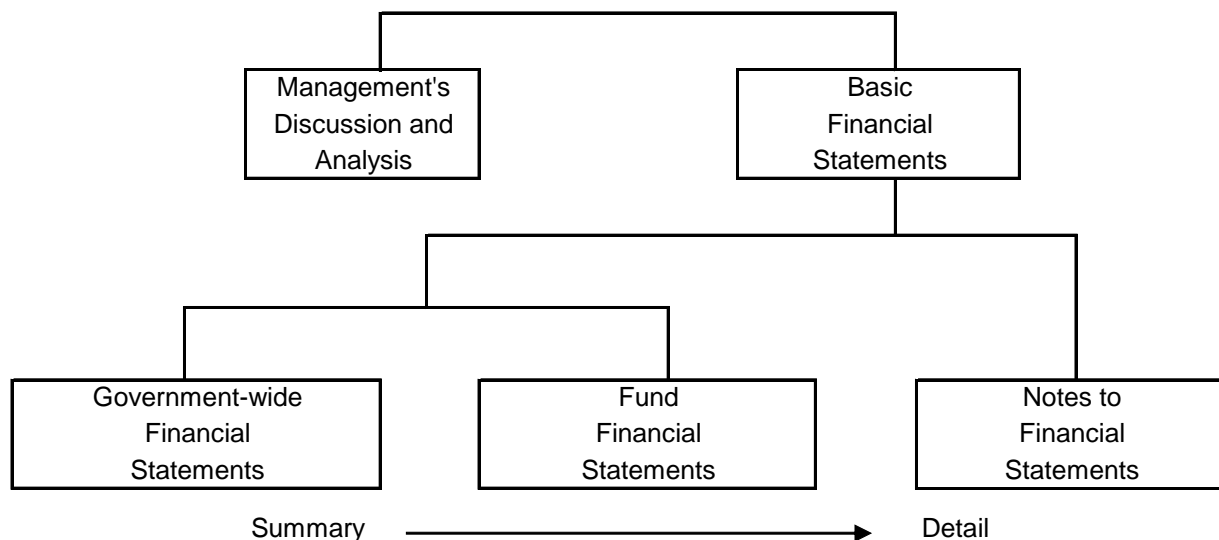 Management's
Discussion and
Analysis
Basic
Financial
Statements
Government-wide
Financial
Statements
Fund
Financial
Statements
Notes to
Financial
Statements
Summary
Detail